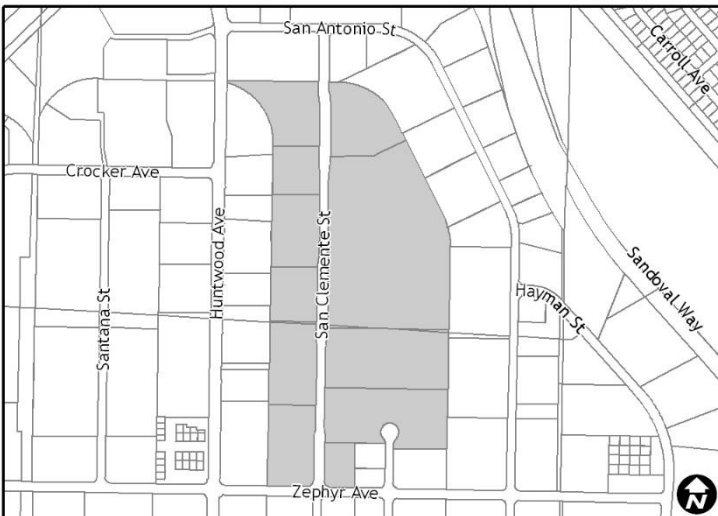 San Antonio St
Carroll Ave
Crocker Ave
Huntwood Ave
San Clemente St
Santana St
Hayman St
Sandoval Way
Zephyr Ave
N